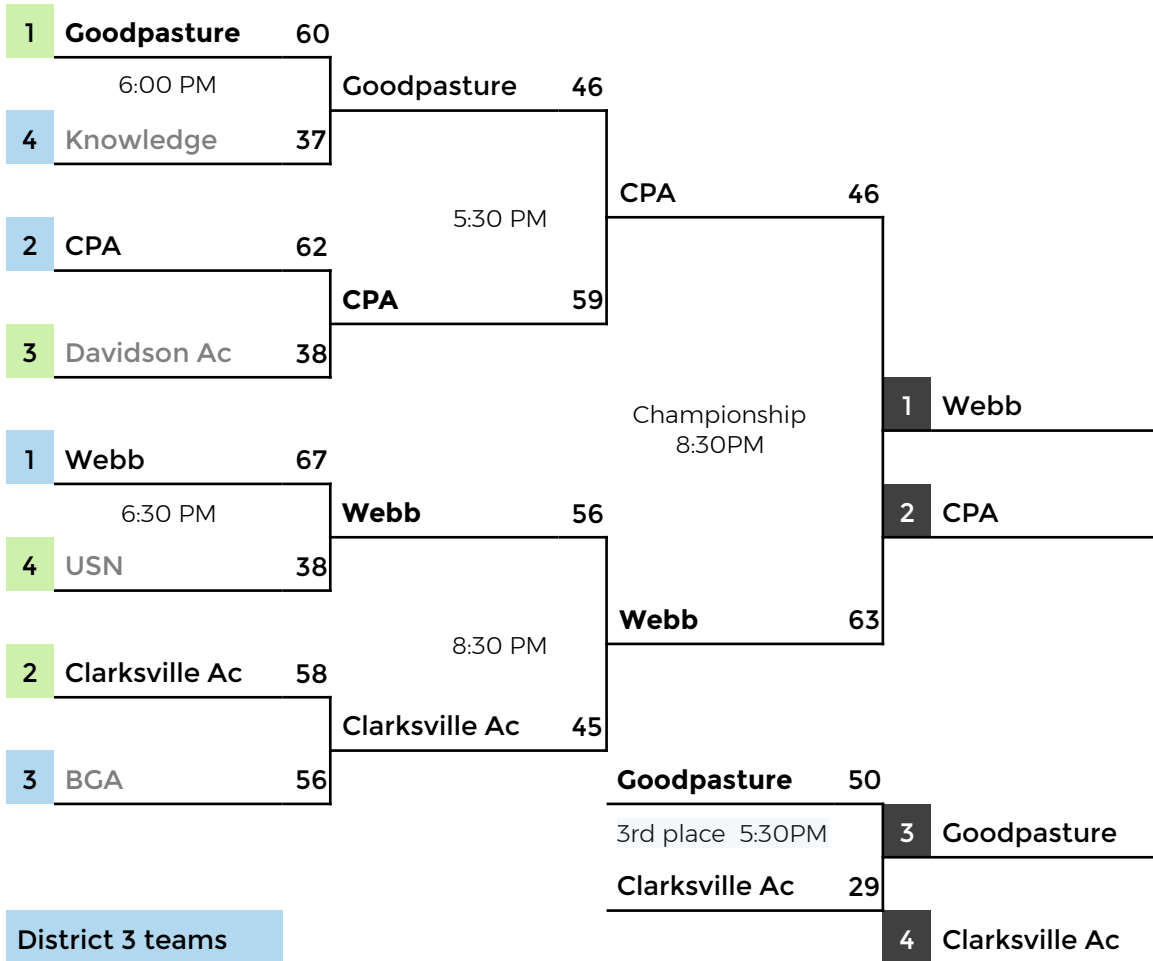 1 Goodpasture 60
6:00 PM
4 Knowledge 37
Goodpasture 46
2 CPA 62
3 Davidson Ac 38
CPA 59
5:30 PM
1 Webb 67
6:30 PM
4 USN 38
Webb 56
2 Clarksville Ac 58
3 BGA 56
Clarksville Ac 45
8:30 PM
CPA 46
Championship
8:30PM
Webb 63
1 Webb
2 CPA
Goodpasture 50
3rd place 5:30PM
Clarksville Ac 29
3 Goodpasture
4 Clarksville Ac
District 3 teams